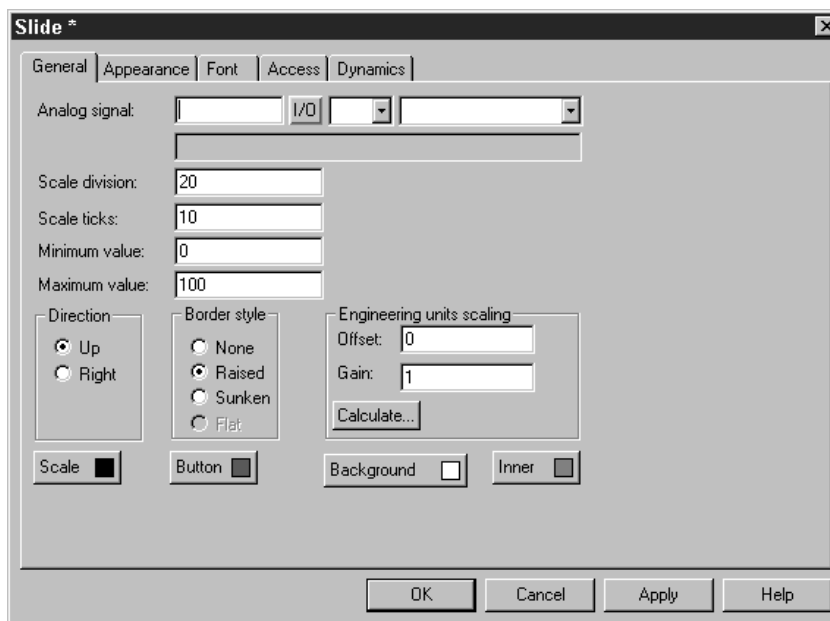 Slide *
General Appearance Font Access Dynamics
Analog signal: I/O
Scale division: 20
Scale ticks: 10
Minimum value: 0
Maximum value: 100
Direction Border style Engineering units scaling
Up None Offset: 0
Right Raised Gain: 1
Sunken
Flat Calculate...
Scale Button Background Inner
OK Cancel Apply Help